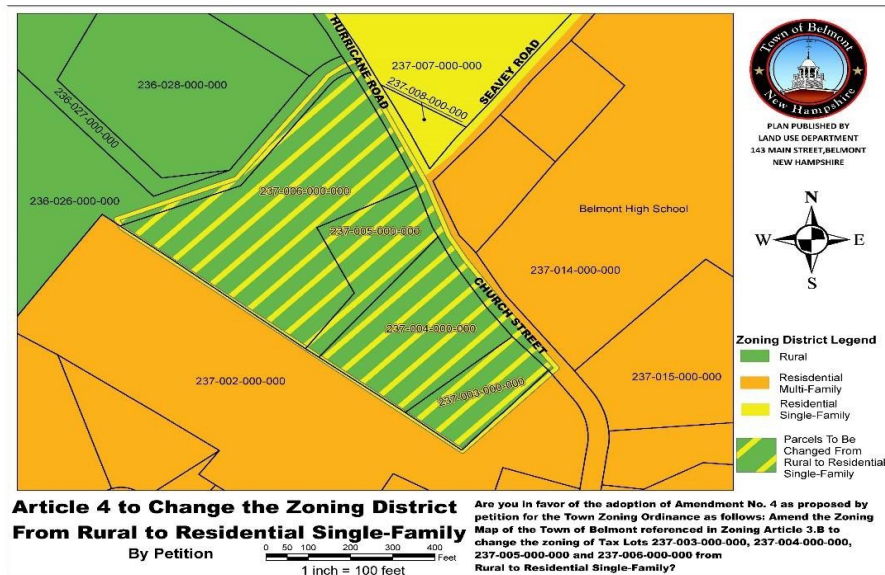 HURRICANE ROAD
237-007-000-000
SEAVEY ROAD
237-008-000-000
236-028-000-000
236-027-000-000
237-006-000-000
236-026-000-000
237-005-000-000
Belmont High School
237-014-000-000
CHURCH STREET
237-004-000-000
237-002-000-000
237-003-000-000
237-015-000-000
Town of Belmont
New Hampshire
PLAN PUBLISHED BY
LAND USE DEPARTMENT
143 MAIN STREET,BELMONT
NEW HAMPSHIRE
N
W
E
S
Zoning District Legend
Rural
Resisdential
Multi-Family
Residential
Single-Family
Parcels To Be
Changed From
Rural to Residential
Single-Family
Article 4 to Change the Zoning District
From Rural to Residential Single-Family
By Petition
0 50 100 200 300 400
Feet
1 inch = 100 feet
Are you in favor of the adoption of Amendment No. 4 as proposed by
petition for the Town Zoning Ordinance as follows: Amend the Zoning
Map of the Town of Belmont referenced in Zoning Article 3.B to
change the zoning of Tax Lots 237-003-000-000, 237-004-000-000,
237-005-000-000 and 237-006-000-000 from
Rural to Residential Single-Family?